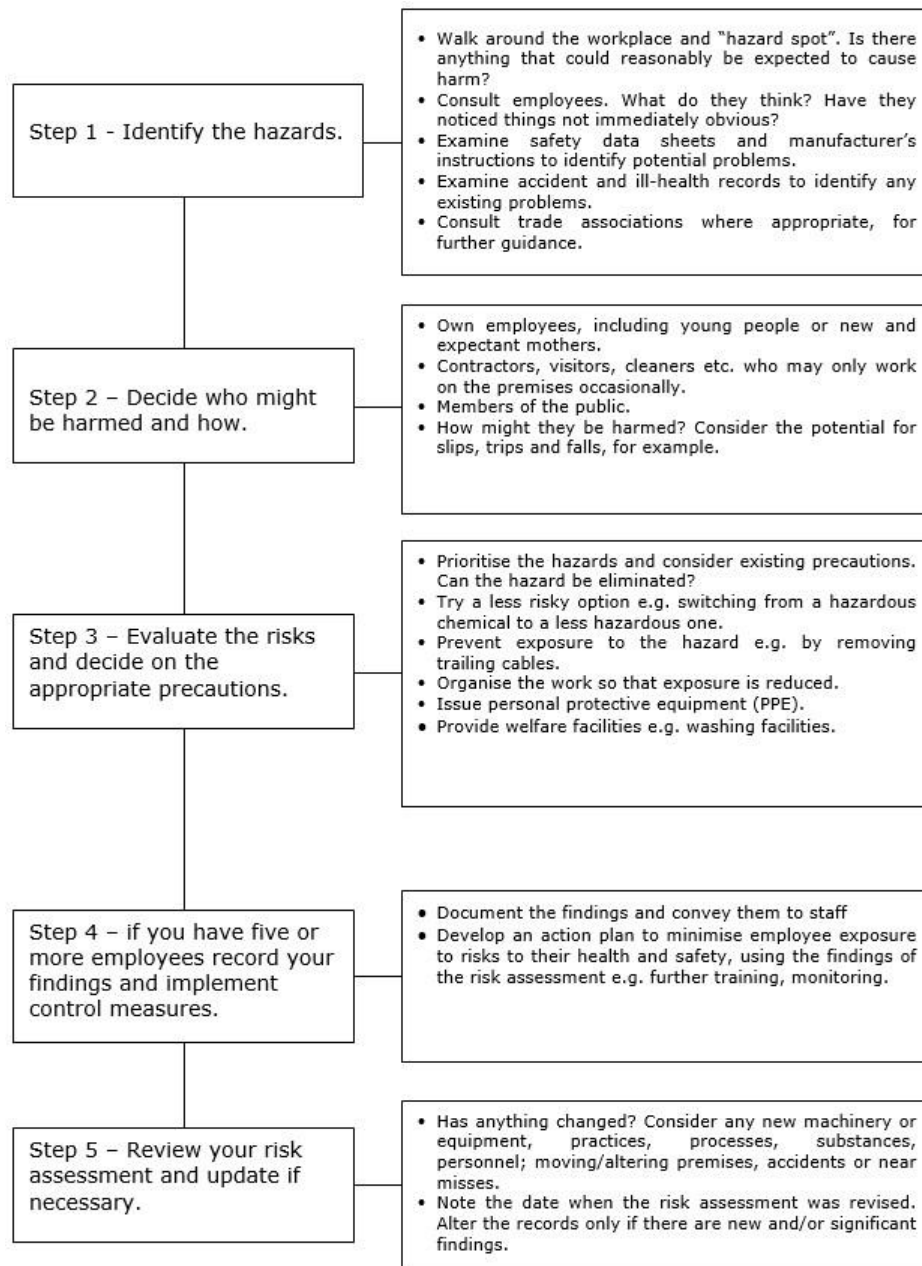 Step 1 - Identify the hazards.
• Walk around the workplace and “hazard spot”. Is there
anything that could reasonably be expected to cause
harm?
• Consult employees. What do they think? Have they
noticed things not immediately obvious?
• Examine safety data sheets and manufacturer’s
instructions to identify potential problems.
• Examine accident and ill-health records to identify any
existing problems.
• Consult trade associations where appropriate, for
further guidance.
Step 2 – Decide who might
be harmed and how.
• Own employees, including young people or new and
expectant mothers.
• Contractors, visitors, cleaners etc. who may only work
on the premises occasionally.
• Members of the public.
• How might they be harmed? Consider the potential for
slips, trips and falls, for example.
Step 3 – Evaluate the risks
and decide on the
appropriate precautions.
• Prioritise the hazards and consider existing precautions.
Can the hazard be eliminated?
• Try a less risky option e.g. switching from a hazardous
chemical to a less hazardous one.
• Prevent exposure to the hazard e.g. by removing
trailing cables.
• Organise the work so that exposure is reduced.
• Issue personal protective equipment (PPE).
• Provide welfare facilities e.g. washing facilities.
Step 4 – if you have five or
more employees record your
findings and implement
control measures.
• Document the findings and convey them to staff
• Develop an action plan to minimise employee exposure
to risks to their health and safety, using the findings of
the risk assessment e.g. further training, monitoring.
Step 5 – Review your risk
assessment and update if
necessary.
• Has anything changed? Consider any new machinery or
equipment, practices, processes, substances,
personnel; moving/altering premises, accidents or near
misses.
• Note the date when the risk assessment was revised.
Alter the records only if there are new and/or significant
findings.